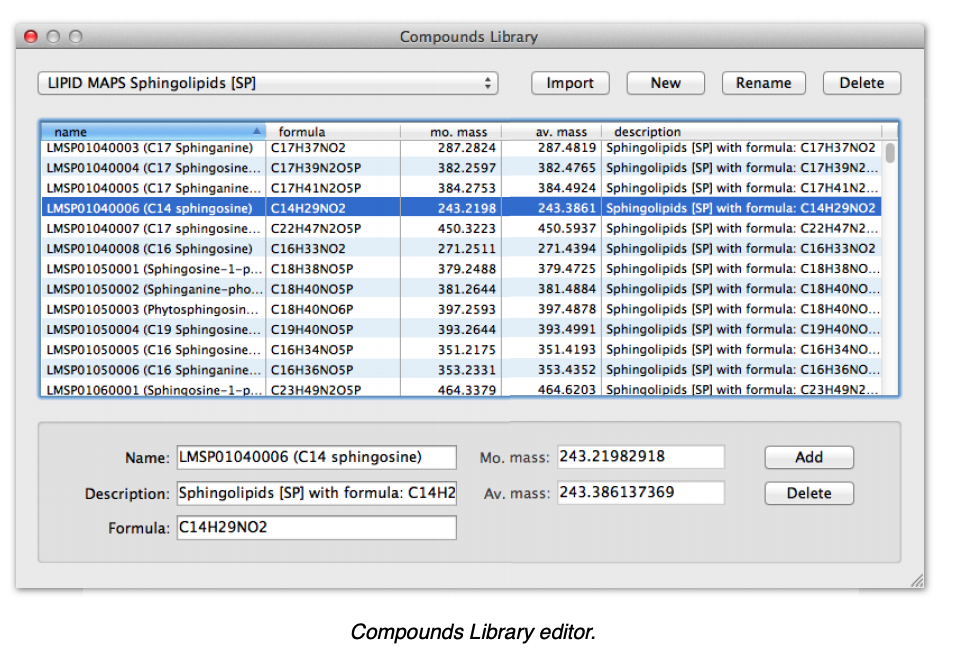 Compounds Library
LIPID MAPS Sphingolipids [SP] Import New Rename Delete
name formula mo. mass av. mass description
LMSP01040003 (C17 Sphinganine) C17H37NO2 287.2824 287.4819 Sphingolipids [SP] with formula: C17H37NO2
LMSP01040004 (C17 Sphingosine... C17H39N2O5P 382.2597 382.4765 Sphingolipids [SP] with formula: C17H39N2...
LMSP01040005 (C17 Sphinganine... C17H41N2O5P 384.2753 384.4924 Sphingolipids [SP] with formula: C17H41N2...
LMSP01040006 (C14 sphingosine) C14H29NO2 243.2198 243.3861 Sphingolipids [SP] with formula: C14H29NO2
LMSP01040007 (C17 sphingosine... C22H47N2O5P 450.3223 450.5937 Sphingolipids [SP] with formula: C22H47N2...
LMSP01040008 (C16 Sphingosine) C16H33NO2 271.2511 271.4394 Sphingolipids [SP] with formula: C16H33NO2
LMSP01050001 (Sphingosine-1-p... C18H38NO5P 379.2488 379.4725 Sphingolipids [SP] with formula: C18H38NO...
LMSP01050002 (Sphinganine-pho... C18H40NO5P 381.2644 381.4884 Sphingolipids [SP] with formula: C18H40NO...
LMSP01050003 (Phytosphingosin... C18H40NO6P 397.2593 397.4878 Sphingolipids [SP] with formula: C18H40NO...
LMSP01050004 (C19 Sphingosine... C19H40NO5P 393.2644 393.4991 Sphingolipids [SP] with formula: C19H40NO...
LMSP01050005 (C16 Sphingosine... C16H34NO5P 351.2175 351.4193 Sphingolipids [SP] with formula: C16H34NO...
LMSP01050006 (C16 Sphinganine... C16H36NO5P 353.2331 353.4352 Sphingolipids [SP] with formula: C16H36NO...
LMSP01060001 (Sphingosine-1-p... C23H49N2O5P 464.3379 464.6203 Sphingolipids [SP] with formula: C23H49N2...
Name: LMSP01040006 (C14 sphingosine) Mo. mass: 243.21982918 Add
Description: Sphingolipids [SP] with formula: C14H2 Av. mass: 243.386137369 Delete
Formula: C14H29NO2
Compounds Library editor.